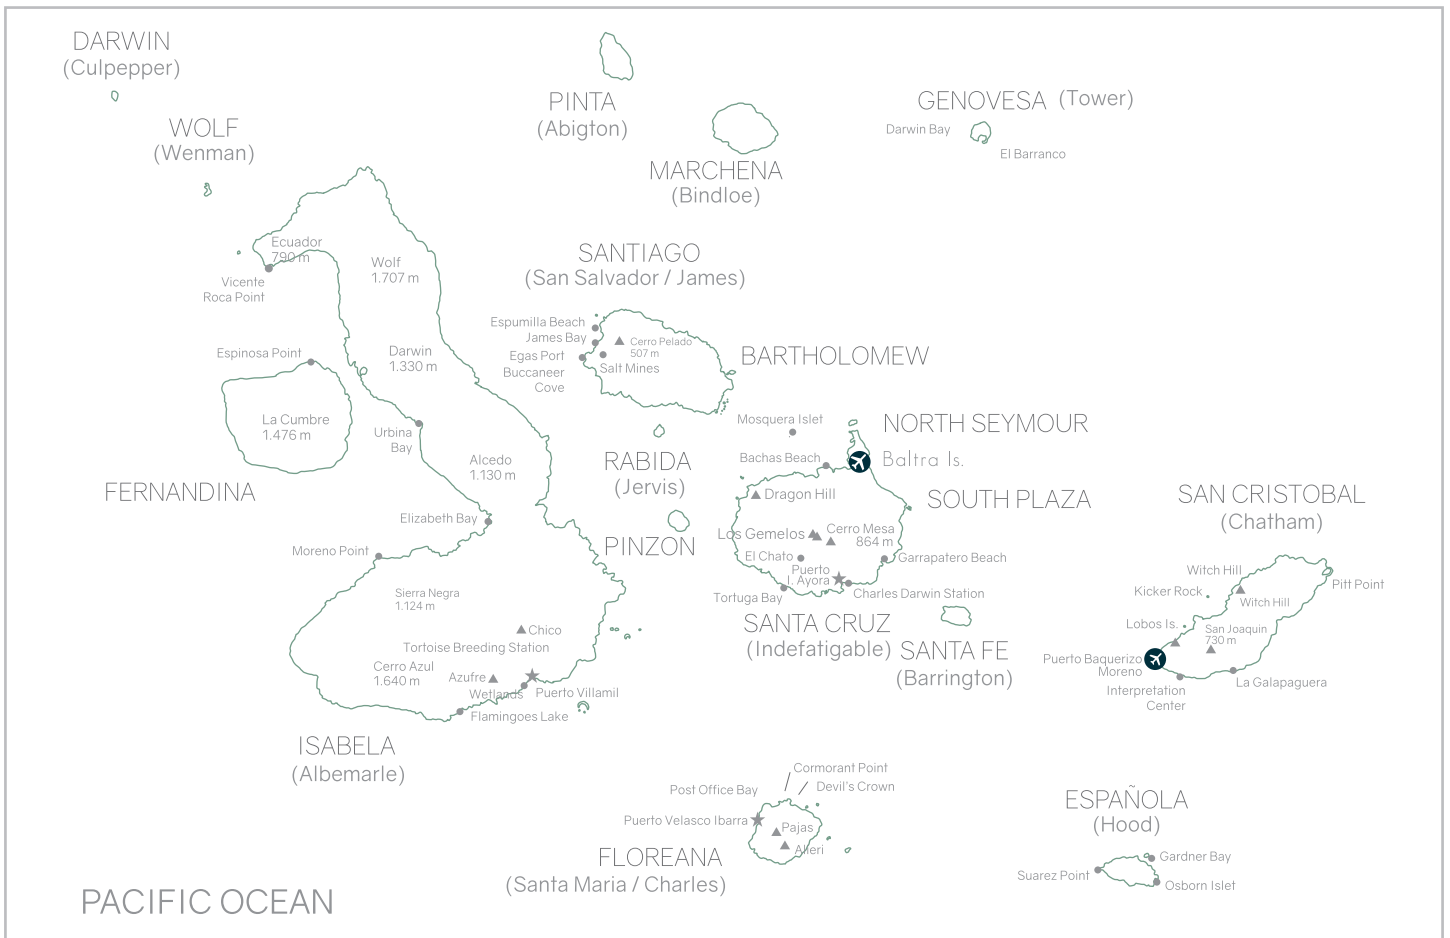 DARWIN
(Culpepper)
WOLF
(Wenman)
PINTA
(Abigton)
MARCHENA
(Bindloe)
GENOVESA (Tower)
Darwin Bay
El Barranco
Ecuador
790 m
Vicente
Roca Point
Wolf
1.707 m
SANTIAGO
(San Salvador / James)
Espumilla Beach
James Bay
Egas Port
Buccaneer
Cove
Cerro Pelado
507 m
Salt Mines
BARTHOLOMEW
Espinosa Point
Darwin
1.330 m
La Cumbre
1.476 m
Urbina
Bay
FERNANDINA
Alcedo
1.130 m
Elizabeth Bay
Moreno Point
RABIDA
(Jervis)
PINZON
Mosquera Islet
NORTH SEYMOUR
Bachas Beach
Baltra Is.
Dragon Hill
SOUTH PLAZA
Los Gemelos
Cerro Mesa
864 m
El Chato
Garrapatero Beach
Puerto
I. Ayora
Charles Darwin Station
Tortuga Bay
SANTA CRUZ
(Indefatigable)
SANTA FE
(Barrington)
SAN CRISTOBAL
(Chatham)
Witch Hill
Kicker Rock
Pitt Point
Witch Hill
Lobos Is.
San Joaquin
730 m
Puerto Baquerizo
Moreno
La Galapaguera
Interpretation
Center
Sierra Negra
1.124 m
Chico
Tortoise Breeding Station
Cerro Azul
1.640 m
Azufre
Wetlands
Puerto Villamil
Flamingoes Lake
ISABELA
(Albemarle)
Cormorant Point
Devil's Crown
Post Office Bay
Puerto Velasco Ibarra
Pajas
Alieri
FLOREANA
(Santa Maria / Charles)
ESPAÑOLA
(Hood)
Gardner Bay
Suarez Point
Osborn Islet
PACIFIC OCEAN